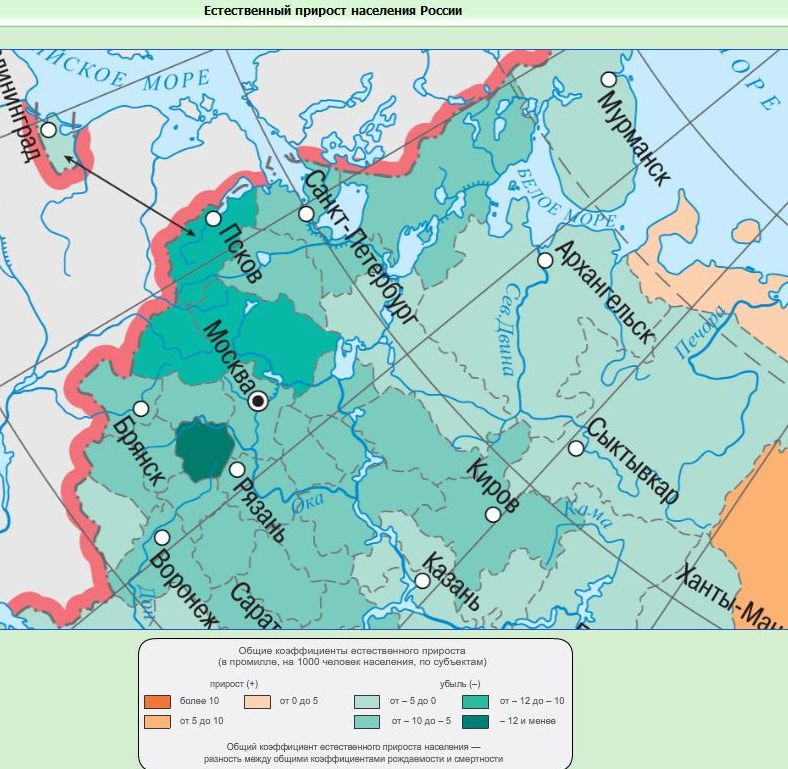 Естественный прирост населения России
ЙСКОЕ МОРЕ
ОРЕ
лининград
Мурманск
БЕЛОЕ МОРЕ
Санкт-Петербург
Псков
Архангельск
Печора
Сев.Двина
Москва
Брянск
Сыктывкар
Киров
Рязань
Ока
Кама
Казань
Воронеж
Дон
Сарат
Ханты-Ман
Общие коэффициенты естественного прироста
(в промилле, на 1000 человек населения, по субъектам)
прирост (+) убыль (–)
более 10 от 0 до 5 от – 5 до 0 от – 12 до – 10
от 5 до 10 от – 10 до – 5 – 12 и менее
Общий коэффициент естественного прироста населения —
разность между общими коэффициентами рождаемости и смертности